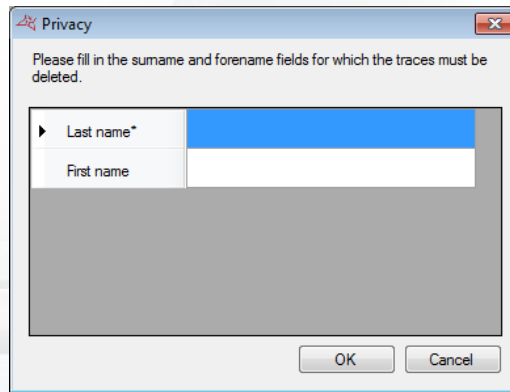 Privacy
Please fill in the surname and forename fields for which the traces must be
deleted.
Last name*
First name
OK
Cancel